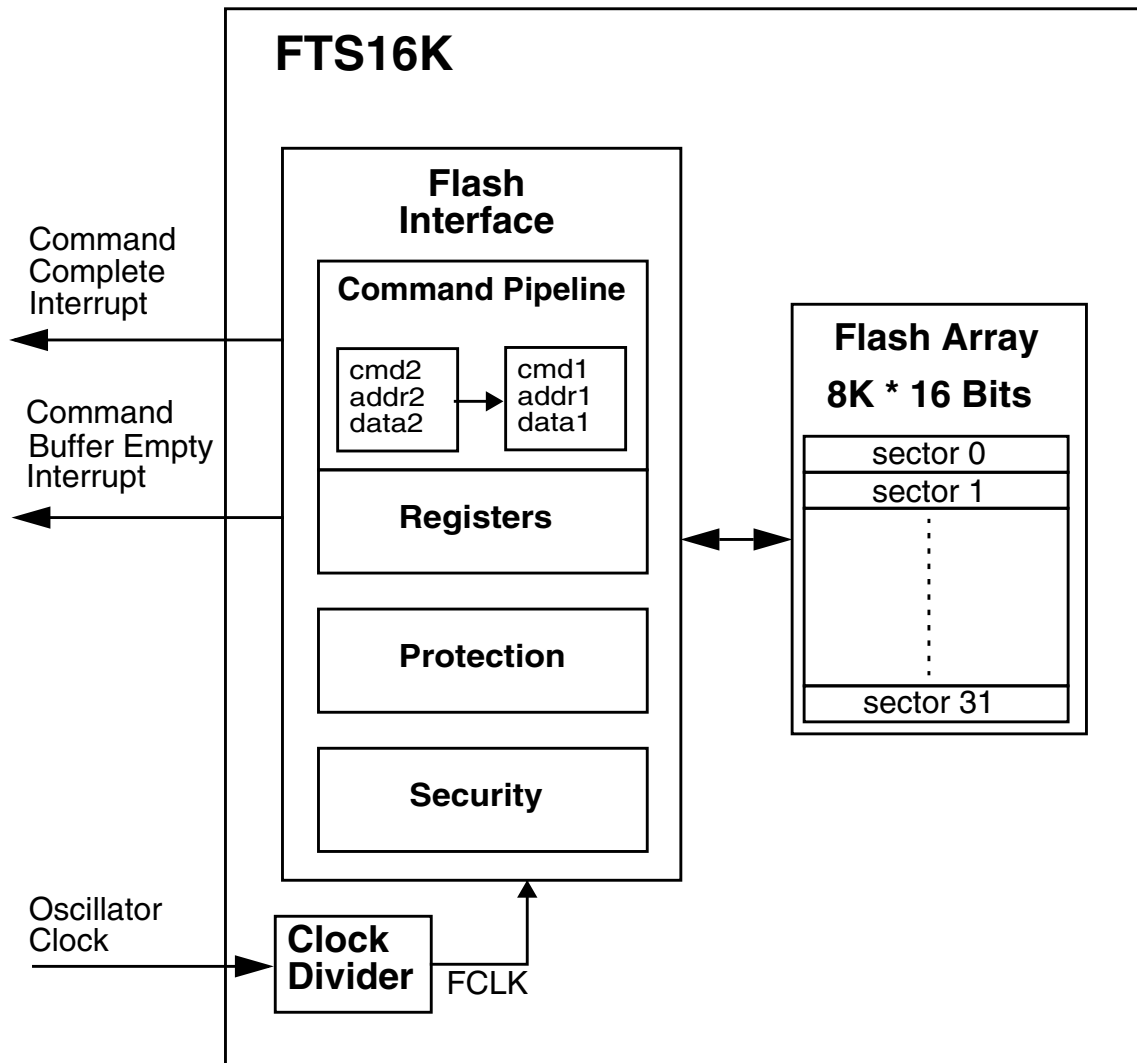 FTS16K
Flash
Interface
Command
Complete
Interrupt
Command Pipeline
cmd2
addr2
data2
cmd1
addr1
data1
Command
Buffer Empty
Interrupt
Registers
Protection
Security
Flash Array
8K * 16 Bits
sector 0
sector 1
sector 31
Oscillator
Clock
Clock
Divider
FCLK